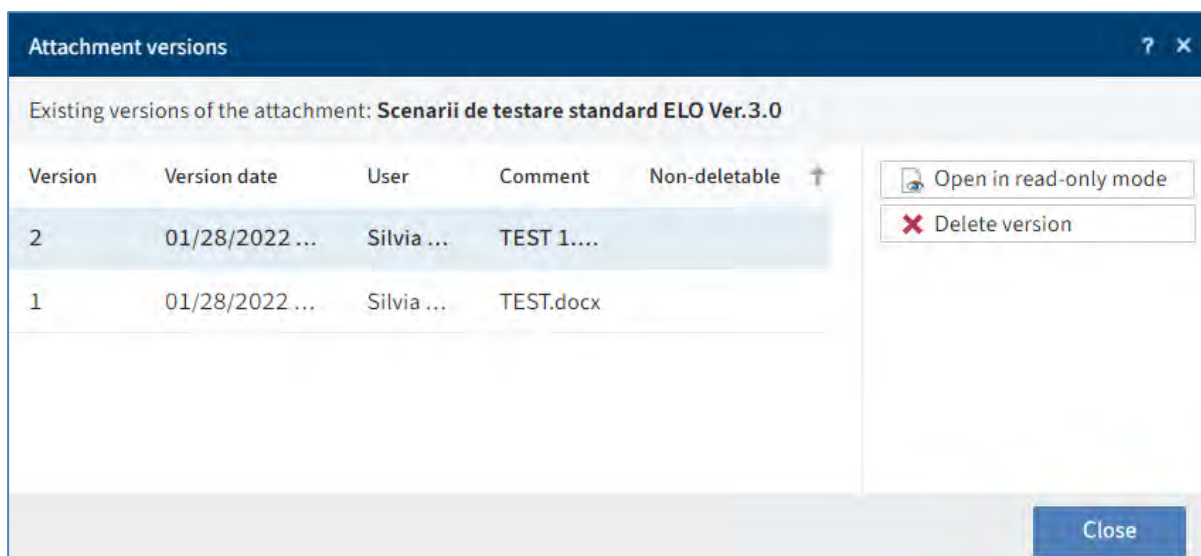 Attachment versions ? ×
Existing versions of the attachment: Scenarii de testare standard ELO Ver.3.0
Version Version date User Comment Non-deletable
Open in read-only mode
2 01/28/2022 ... Silvia ... TEST 1....
Delete version
1 01/28/2022 ... Silvia ... TEST.docx
Close